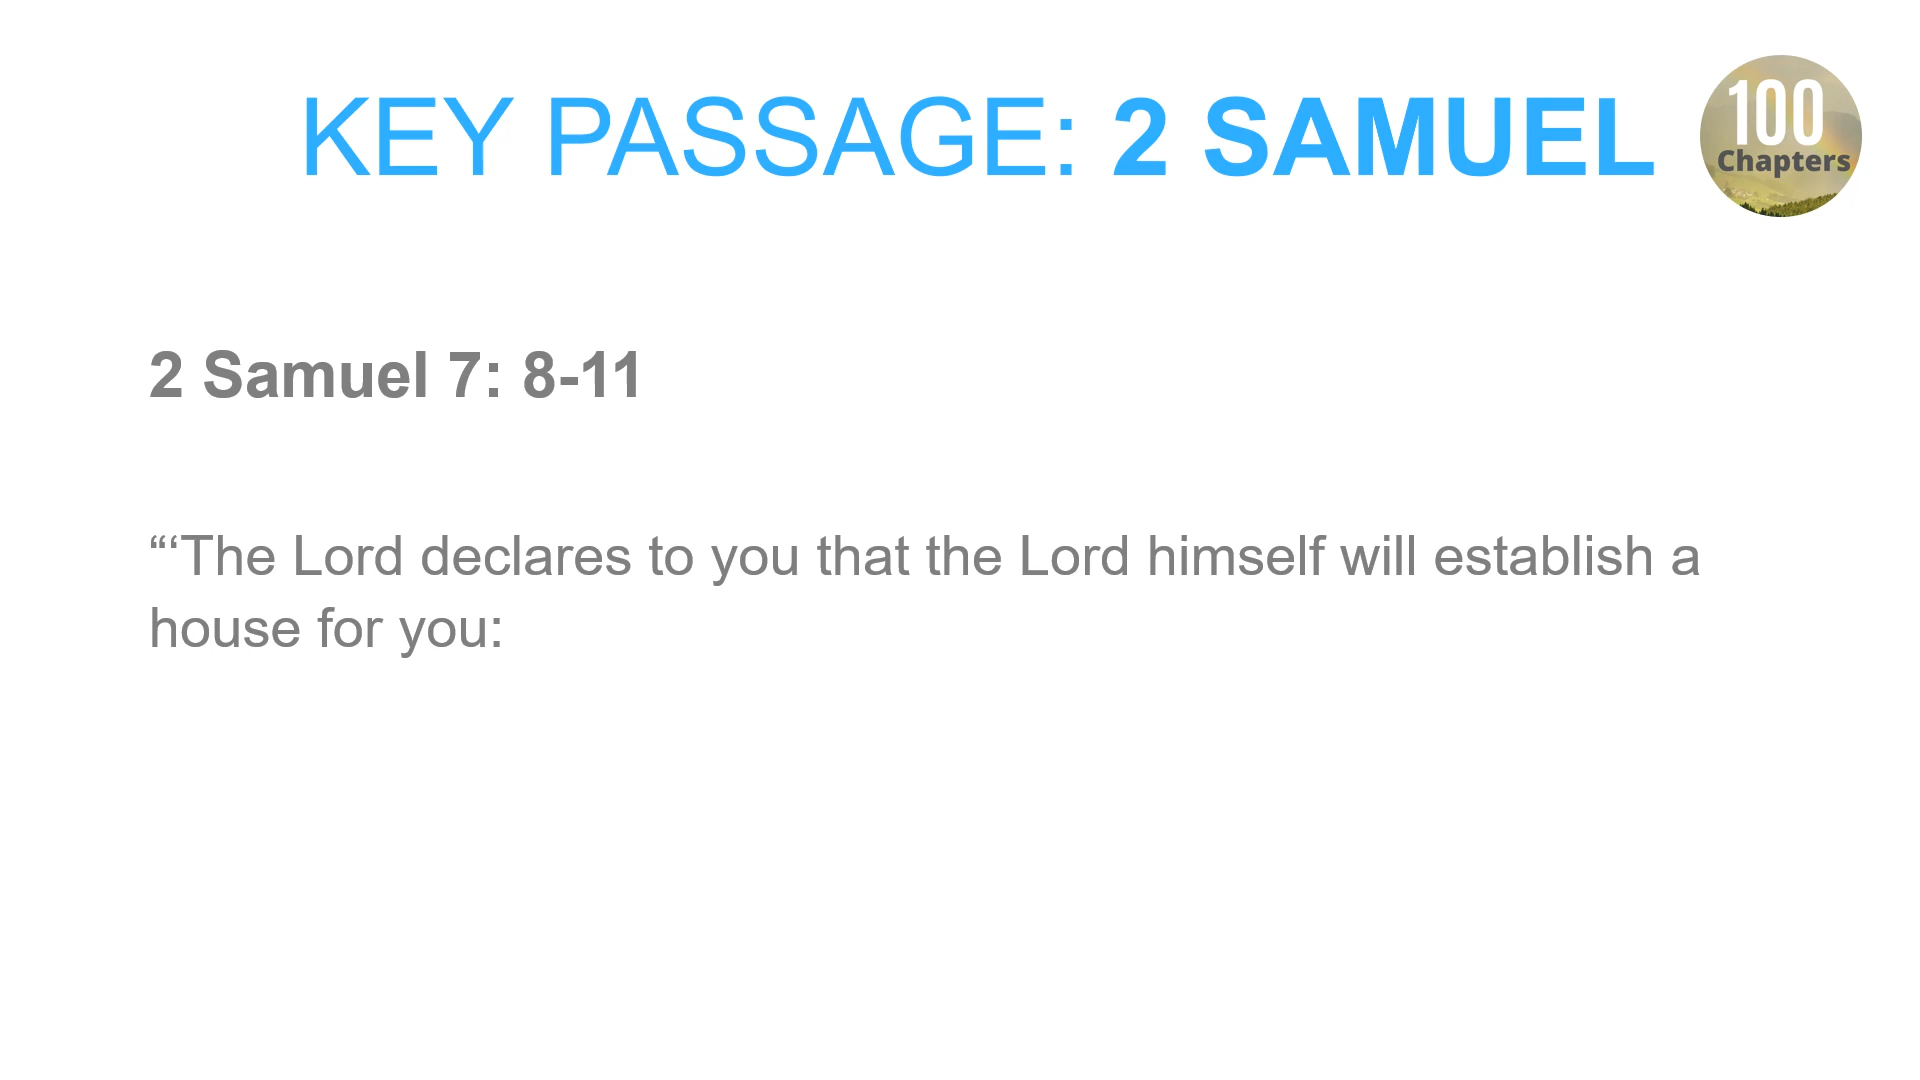 KEY PASSAGE: 2 SAMUEL
100
Chapters
2 Samuel 7: 8-11
“‘The Lord declares to you that the Lord himself will establish a
house for you: